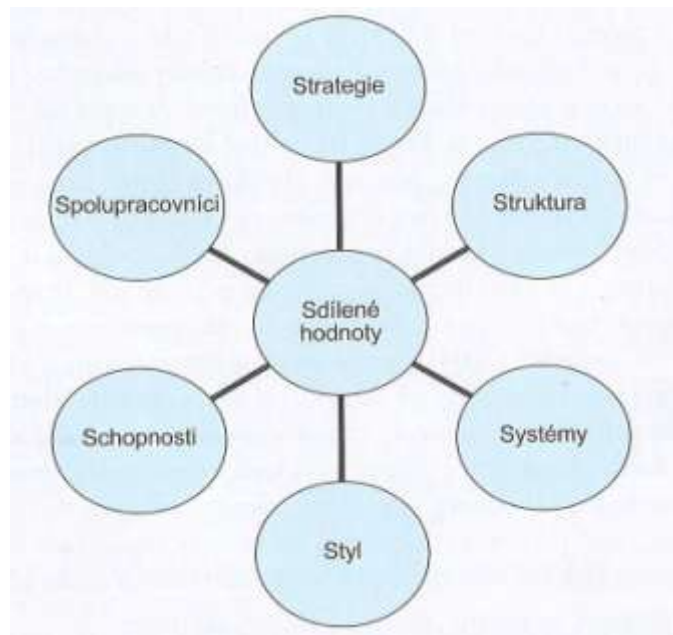 Strategie
Spolupracovníci
Struktura
Sdílené
hodnoty
Schopnosti
Systémy
Styl